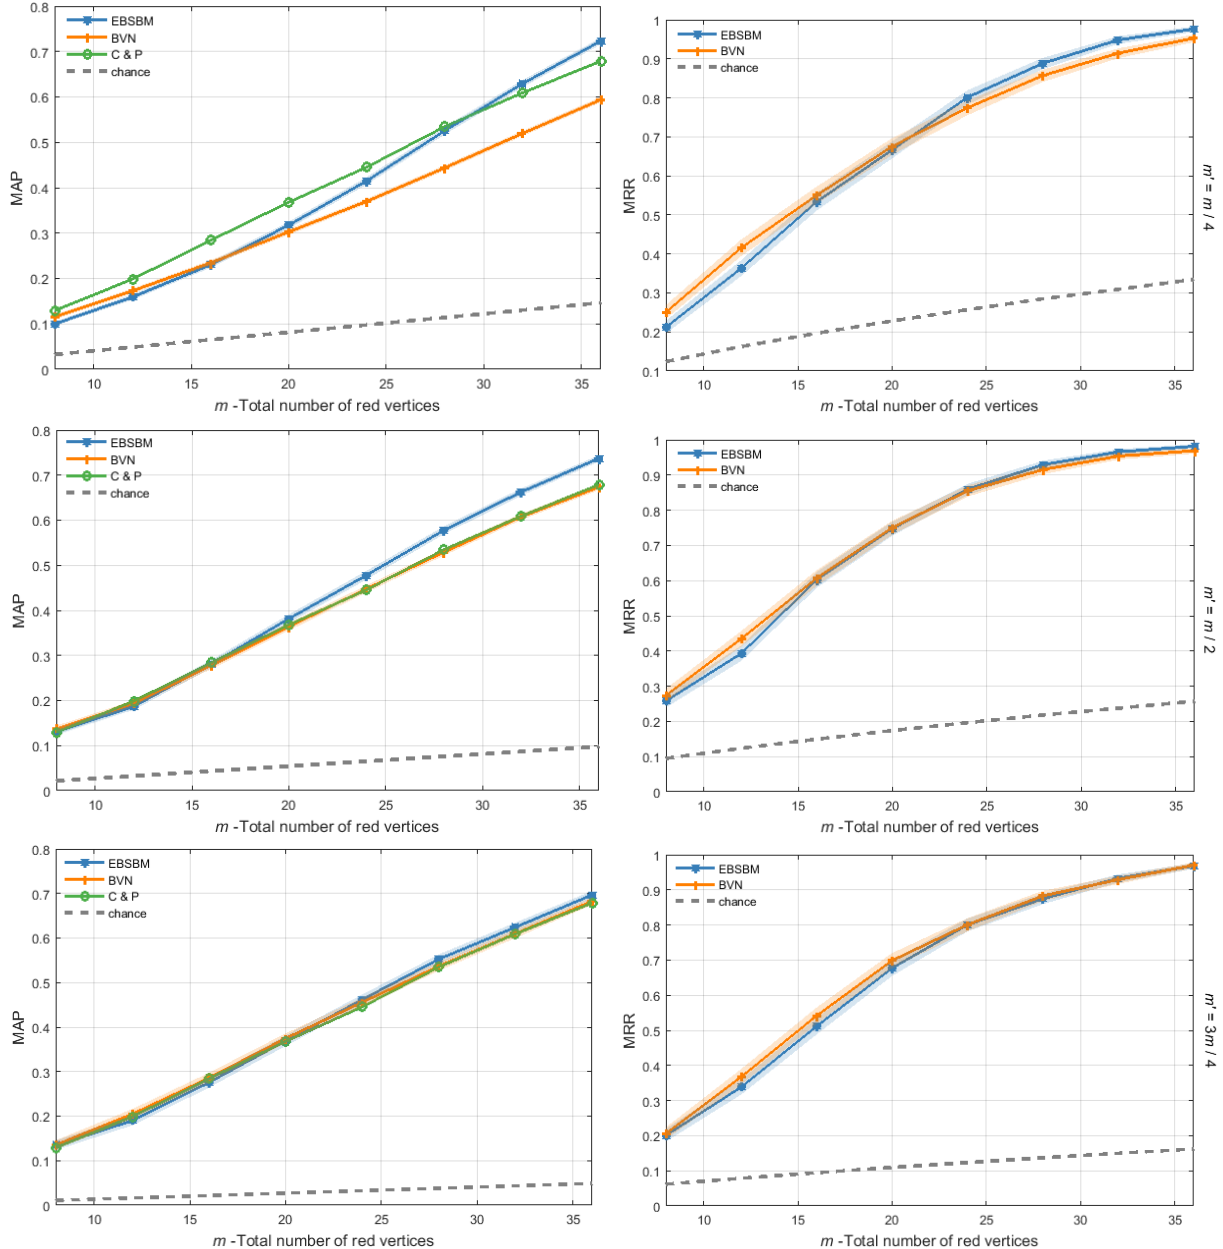 0.8
0.7
0.6
0.5
0.4
0.3
0.2
0.1
0
MAP
EBSBM
BVN
C & P
chance
10 15 20 25 30 35
m -Total number of red vertices
1
0.9
0.8
0.7
0.6
0.5
0.4
0.3
0.2
0.1
MRR
EBSBM
BVN
chance
10 15 20 25 30 35
m -Total number of red vertices
m' = m / 4
0.8
0.7
0.6
0.5
0.4
0.3
0.2
0.1
0
MAP
EBSBM
BVN
C & P
chance
10 15 20 25 30 35
m -Total number of red vertices
1
0.9
0.8
0.7
0.6
0.5
0.4
0.3
0.2
0.1
0
MRR
EBSBM
BVN
chance
10 15 20 25 30 35
m -Total number of red vertices
m' = m / 2
0.8
0.7
0.6
0.5
0.4
0.3
0.2
0.1
0
MAP
EBSBM
BVN
C & P
chance
10 15 20 25 30 35
m -Total number of red vertices
1
0.9
0.8
0.7
0.6
0.5
0.4
0.3
0.2
0.1
0
MRR
EBSBM
BVN
chance
10 15 20 25 30 35
m -Total number of red vertices
m' = 3m / 4